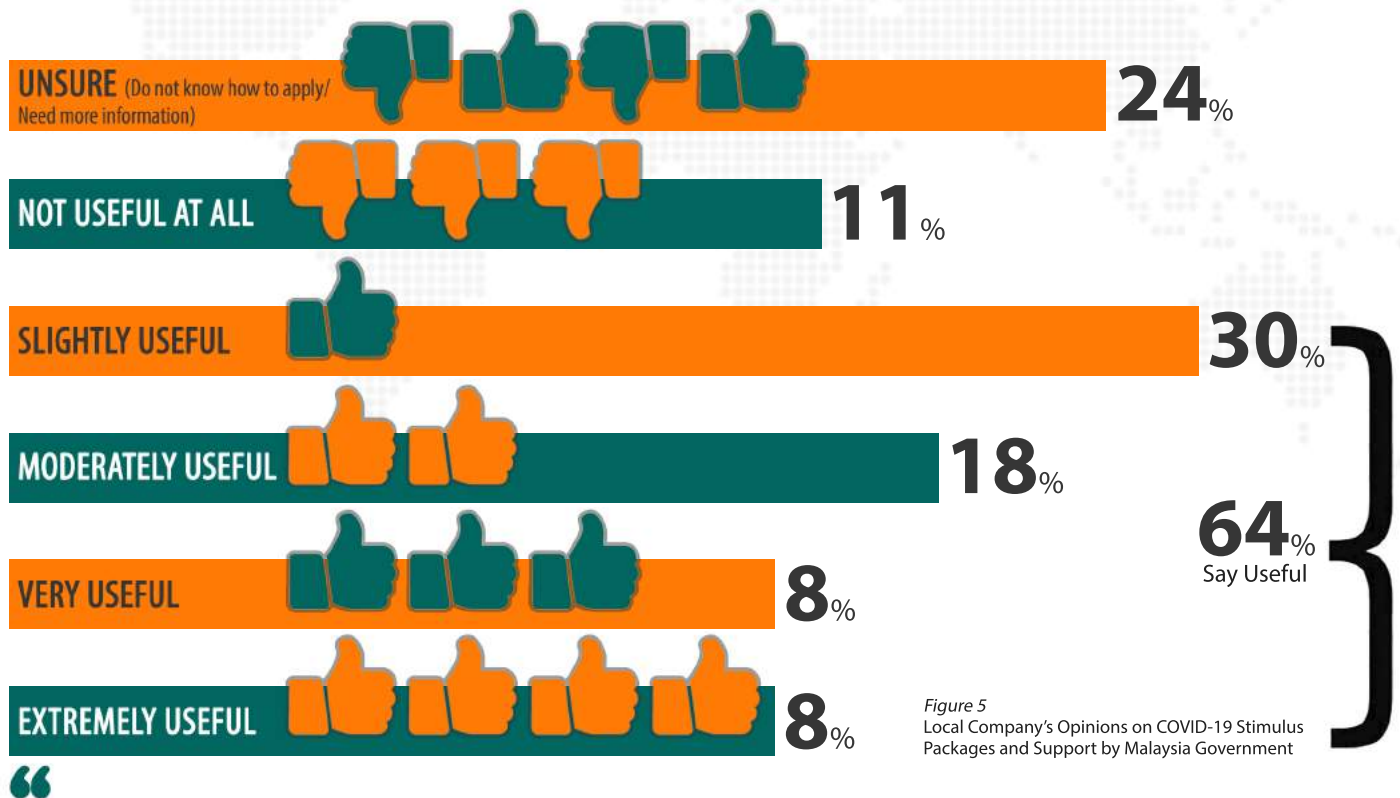 UNSURE (Do not know how to apply/
Need more information)
24%
NOT USEFUL AT ALL
11%
SLIGHTLY USEFUL
30%
MODERATELY USEFUL
18%
64%
Say Useful
VERY USEFUL
8%
EXTREMELY USEFUL
8%
Figure 5
Local Company's Opinions on COVID-19 Stimulus
Packages and Support by Malaysia Government
“